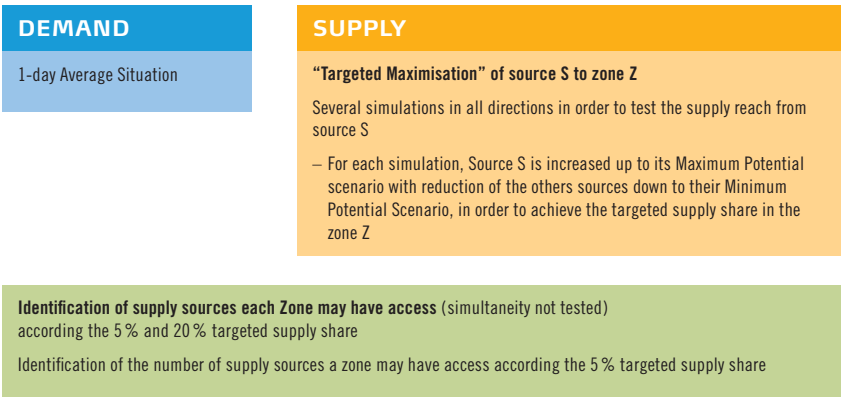 DEMAND
1-day Average Situation
SUPPLY
“Targeted Maximisation” of source S to zone Z
Several simulations in all directions in order to test the supply reach from
source S
– For each simulation, Source S is increased up to its Maximum Potential
scenario with reduction of the others sources down to their Minimum
Potential Scenario, in order to achieve the targeted supply share in the
zone Z
Identification of supply sources each Zone may have access (simultaneity not tested)
according the 5 % and 20 % targeted supply share
Identification of the number of supply sources a zone may have access according the 5 % targeted supply share